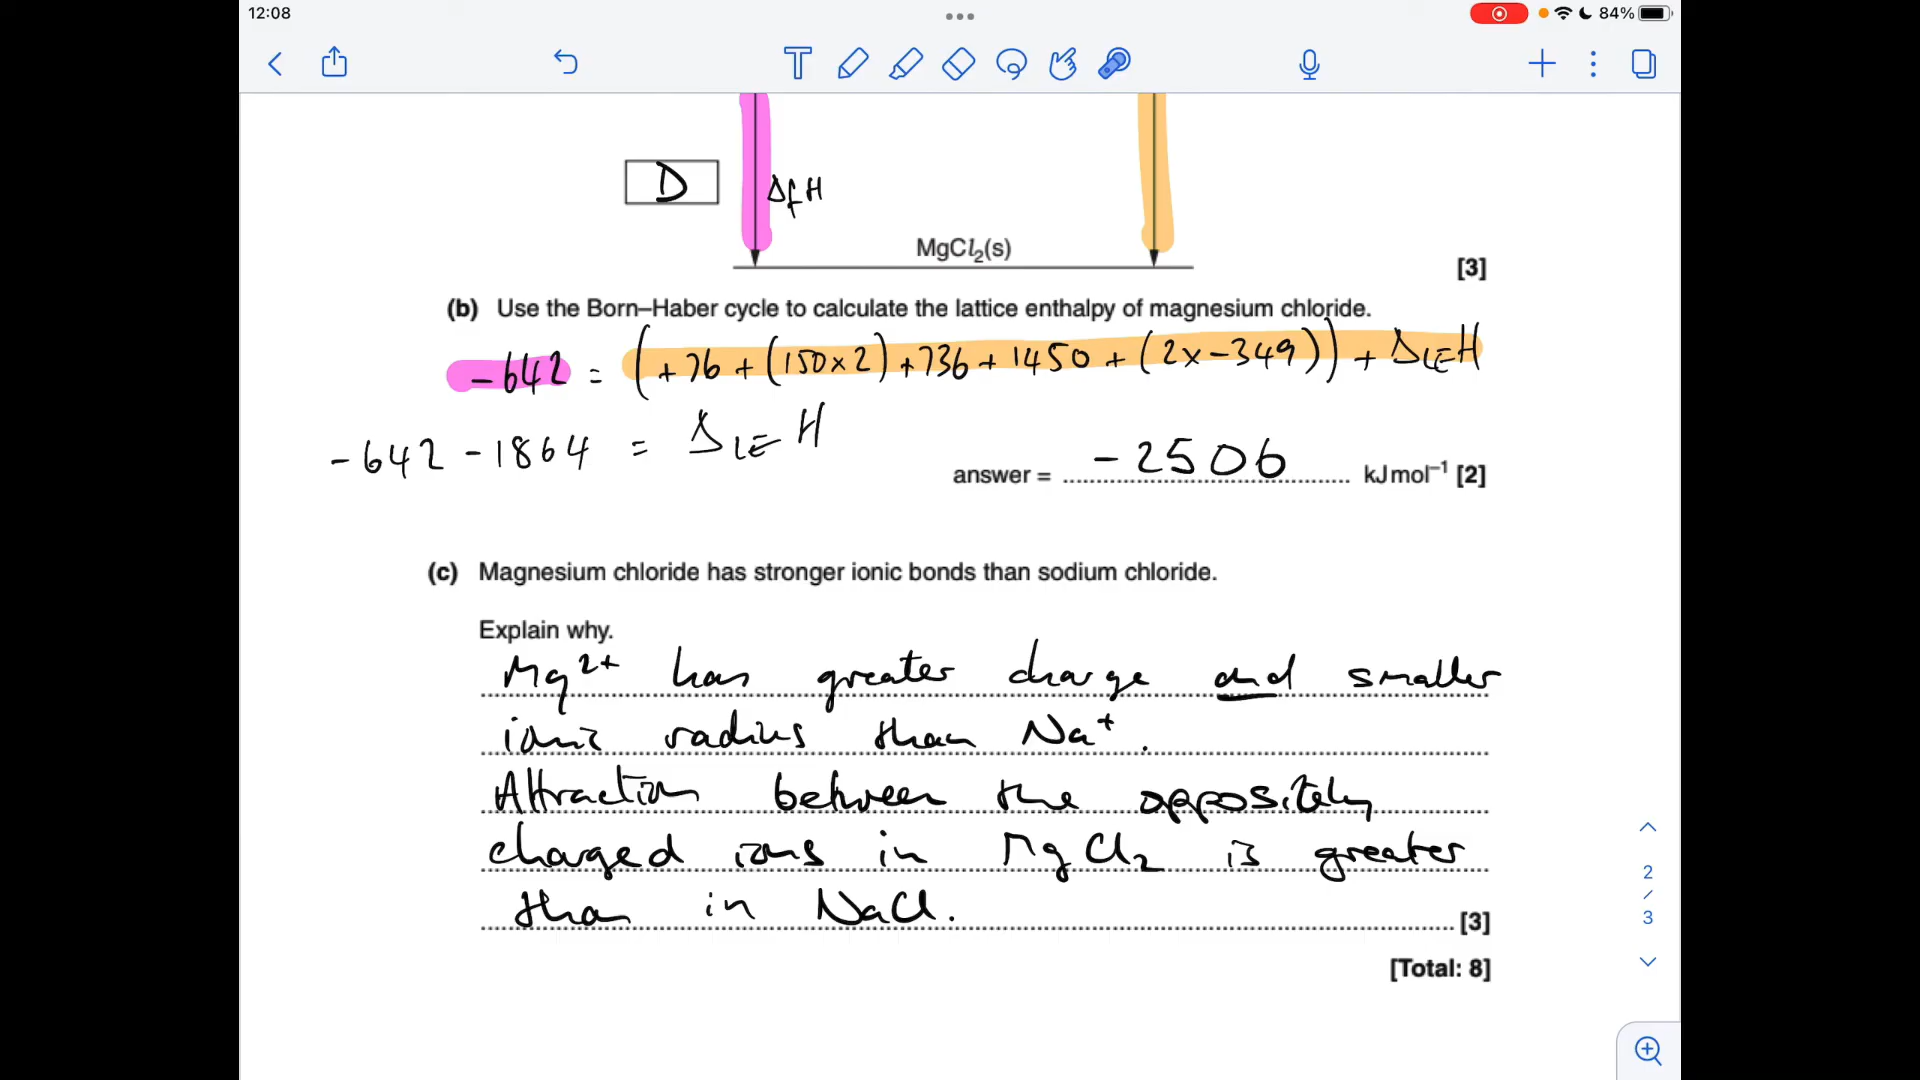 12:08
84%
T
D
ΔfH
MgCl₂(s)
[3]
(b) Use the Born–Haber cycle to calculate the lattice enthalpy of magnesium chloride.
-642 = (+76 + (150×2) + 736 + 1450 + (2×-349)) + ΔLEH
-642 -1864 = ΔLEH
answer = -2506 kJ mol⁻¹ [2]
(c) Magnesium chloride has stronger ionic bonds than sodium chloride.
Explain why.
Mg²⁺ has greater charge and smaller
ionic radius than Na⁺.
Attraction between the oppositely
charged ions in MgCl₂ is greater
than in NaCl.
[3]
[Total: 8]
2
/
3